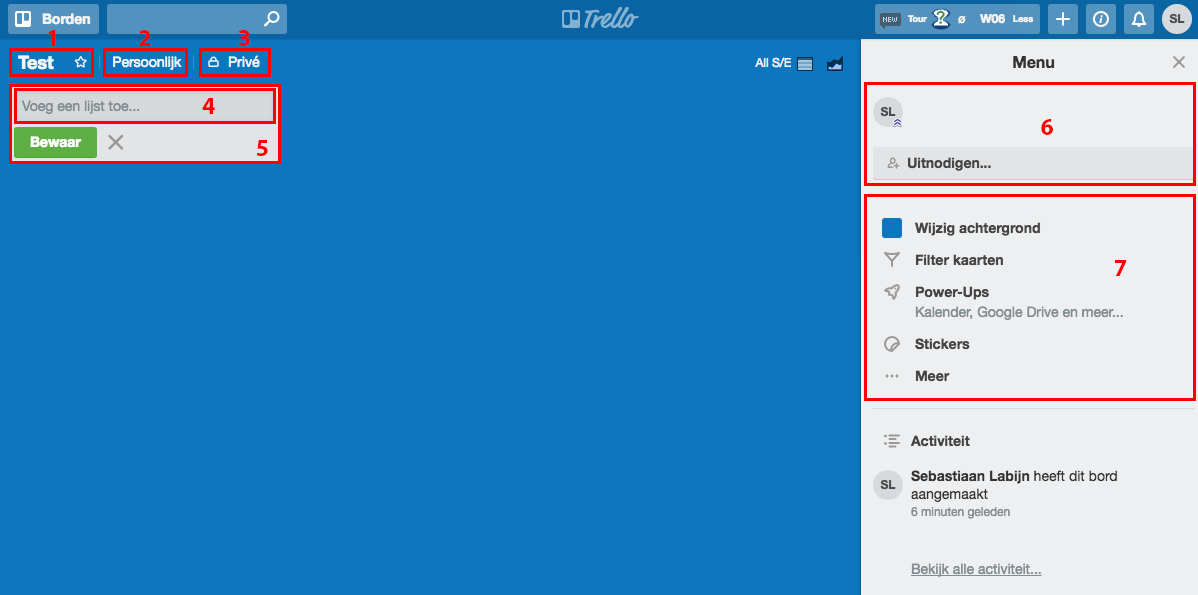 Borden
Trello
NEW Tour ø W06 Less
SL
1
2
3
Test
Persoonlijk
Privé
All S/E
Voeg een lijst toe...
4
Bewaar
5
Menu
SL
6
Uitnodigen...
Wijzig achtergrond
Filter kaarten
7
Power-Ups
Kalender, Google Drive en meer...
Stickers
Meer
Activiteit
SL
Sebastiaan Labijn heeft dit bord
aangemaakt
6 minuten geleden
Bekijk alle activiteit...